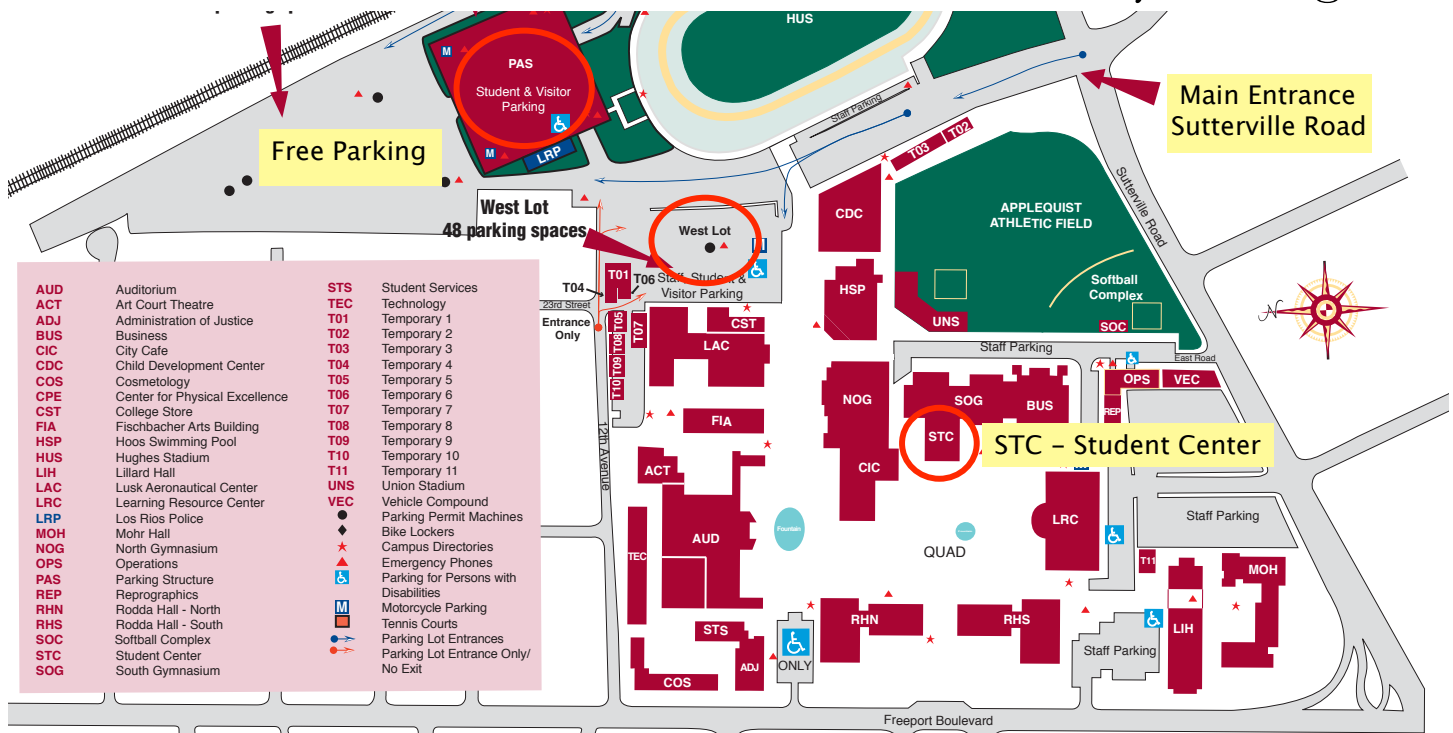 HUS
PAS
Student & Visitor
Parking
M
M
LRP
Free Parking
Staff Parking
Main Entrance
Sutterville Road
T03
T02
Sutterville Road
West Lot
48 parking spaces
West Lot
M
Staff, Student &
Visitor Parking
CDC
APPLEQUIST
ATHLETIC FIELD
Softball
Complex
N
T01
T04
T06
23rd Street
Entrance
Only
T05
T08
T07
T09
T10
CST
LAC
HSP
UNS
SOC
Staff Parking
East Road
OPS
VEC
REP
NOG
SOG
BUS
FIA
STC
STC – Student Center
12th Avenue
ACT
CIC
LRC
Staff Parking
AUD
Fountain
QUAD
TEC
T11
MOH
RHN
RHS
LIH
STS
ADJ
ONLY
Staff Parking
COS
Freeport Boulevard
AUD Auditorium
ACT Art Court Theatre
ADJ Administration of Justice
BUS Business
CIC City Cafe
CDC Child Development Center
COS Cosmetology
CPE Center for Physical Excellence
CST College Store
FIA Fischbacher Arts Building
HSP Hoos Swimming Pool
HUS Hughes Stadium
LIH Lillard Hall
LAC Lusk Aeronautical Center
LRC Learning Resource Center
LRP Los Rios Police
MOH Mohr Hall
NOG North Gymnasium
OPS Operations
PAS Parking Structure
REP Reprographics
RHN Rodda Hall - North
RHS Rodda Hall - South
SOC Softball Complex
STC Student Center
SOG South Gymnasium
STS Student Services
TEC Technology
T01 Temporary 1
T02 Temporary 2
T03 Temporary 3
T04 Temporary 4
T05 Temporary 5
T06 Temporary 6
T07 Temporary 7
T08 Temporary 8
T09 Temporary 9
T10 Temporary 10
T11 Temporary 11
UNS Union Stadium
VEC Vehicle Compound
Parking Permit Machines
Bike Lockers
Campus Directories
Emergency Phones
Parking for Persons with
Disabilities
M Motorcycle Parking
Tennis Courts
Parking Lot Entrances
Parking Lot Entrance Only/
No Exit